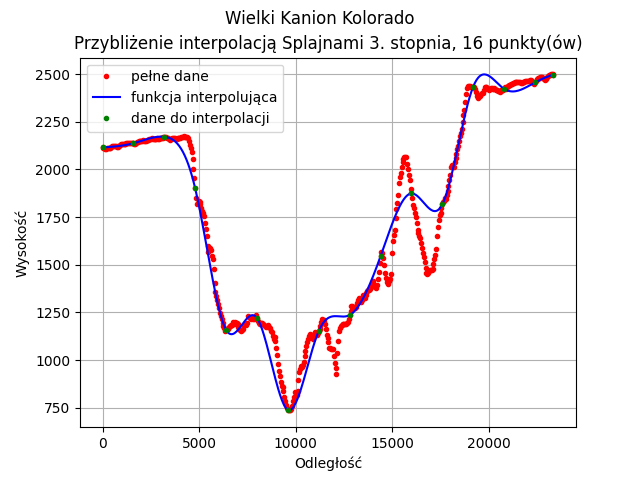 Wielki Kanion Kolorado
Przybliżenie interpolacją Splajnami 3. stopnia, 16 punkty(ów)
pełne dane
funkcja interpolująca
dane do interpolacji
Wysokość
2500
2250
2000
1750
1500
1250
1000
750
0
5000
10000
15000
20000
Odległość